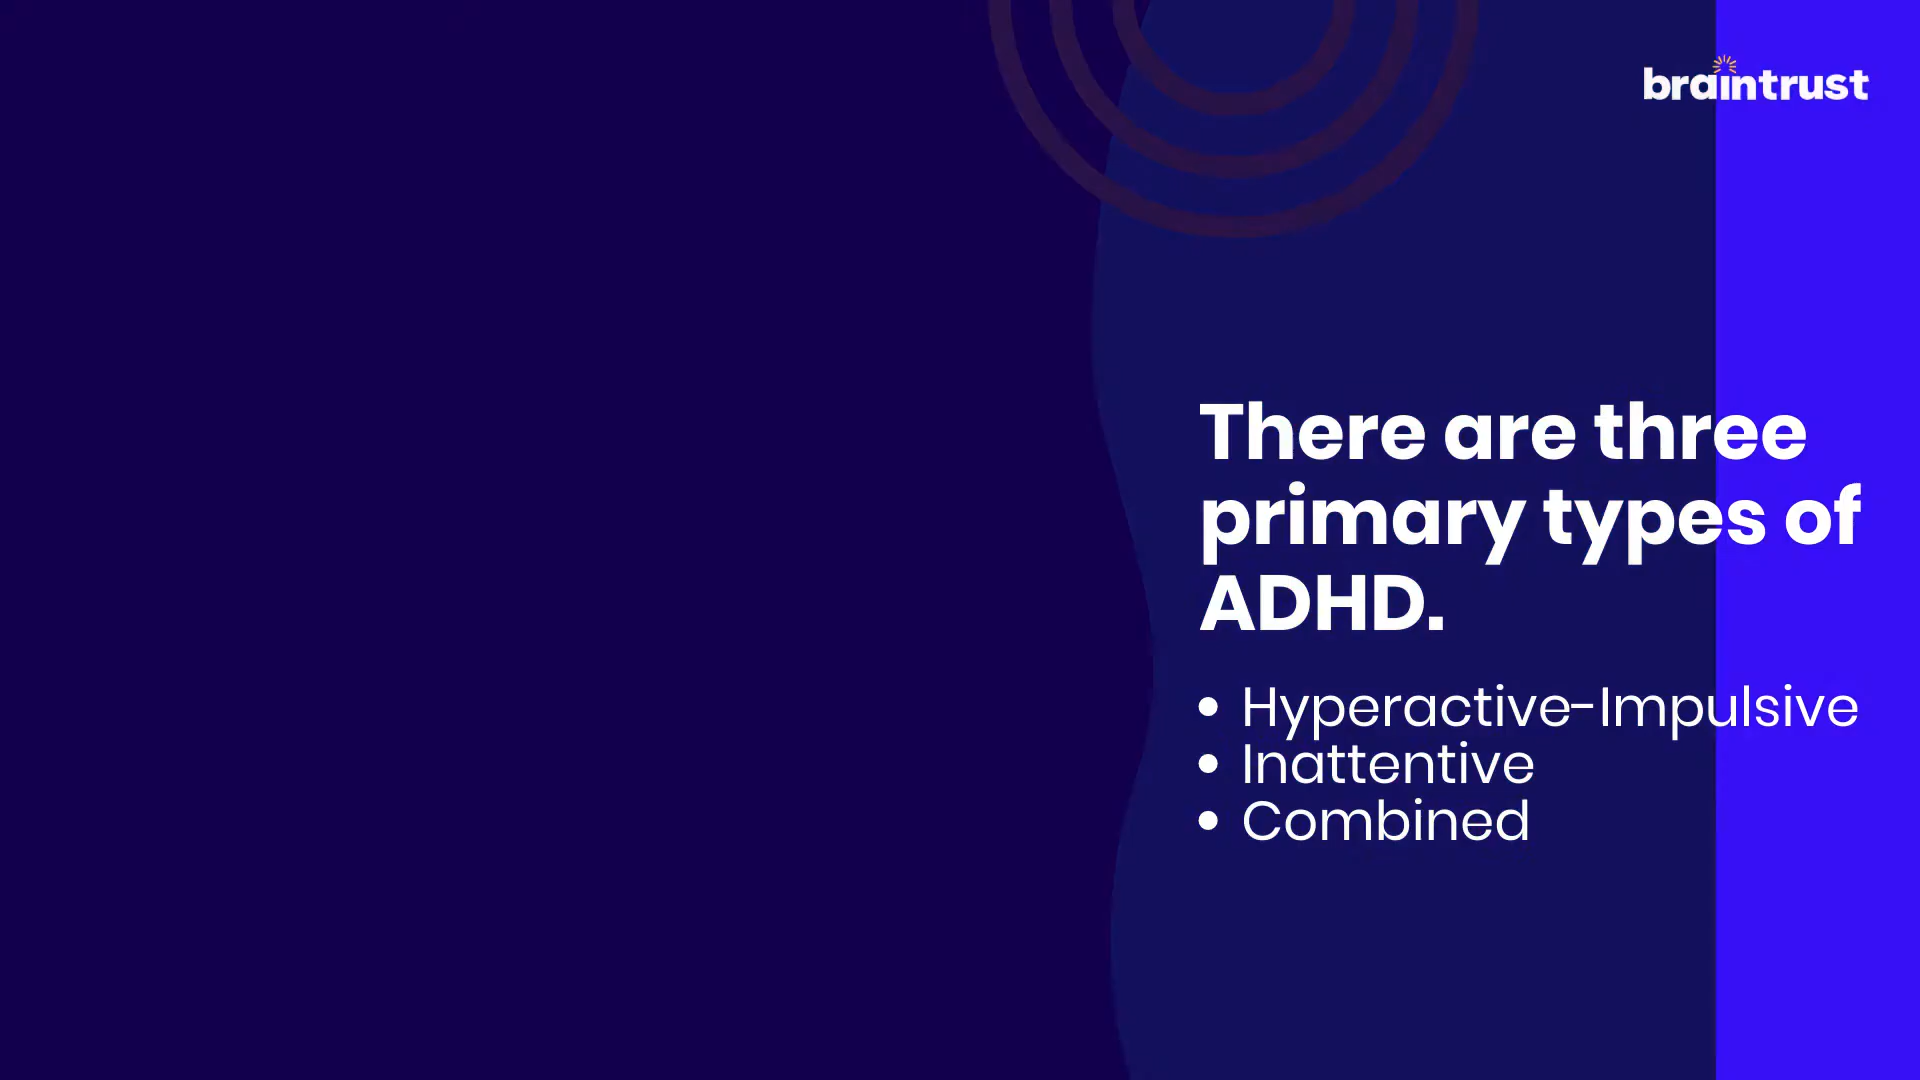 braintrust
There are three
primary types of
ADHD.
• Hyperactive-Impulsive
• Inattentive
• Combined